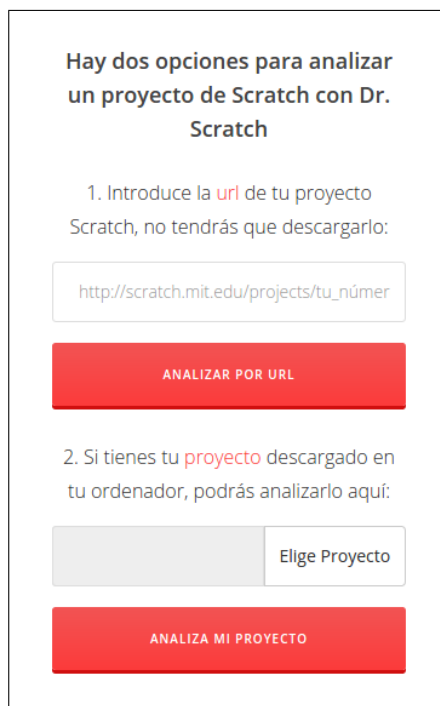 Hay dos opciones para analizar
un proyecto de Scratch con Dr.
Scratch
1. Introduce la url de tu proyecto
Scratch, no tendrás que descargarlo:
http://scratch.mit.edu/projects/tu_númer
ANALIZAR POR URL
2. Si tienes tu proyecto descargado en
tu ordenador, podrás analizarlo aquí:
Elige Proyecto
ANALIZA MI PROYECTO